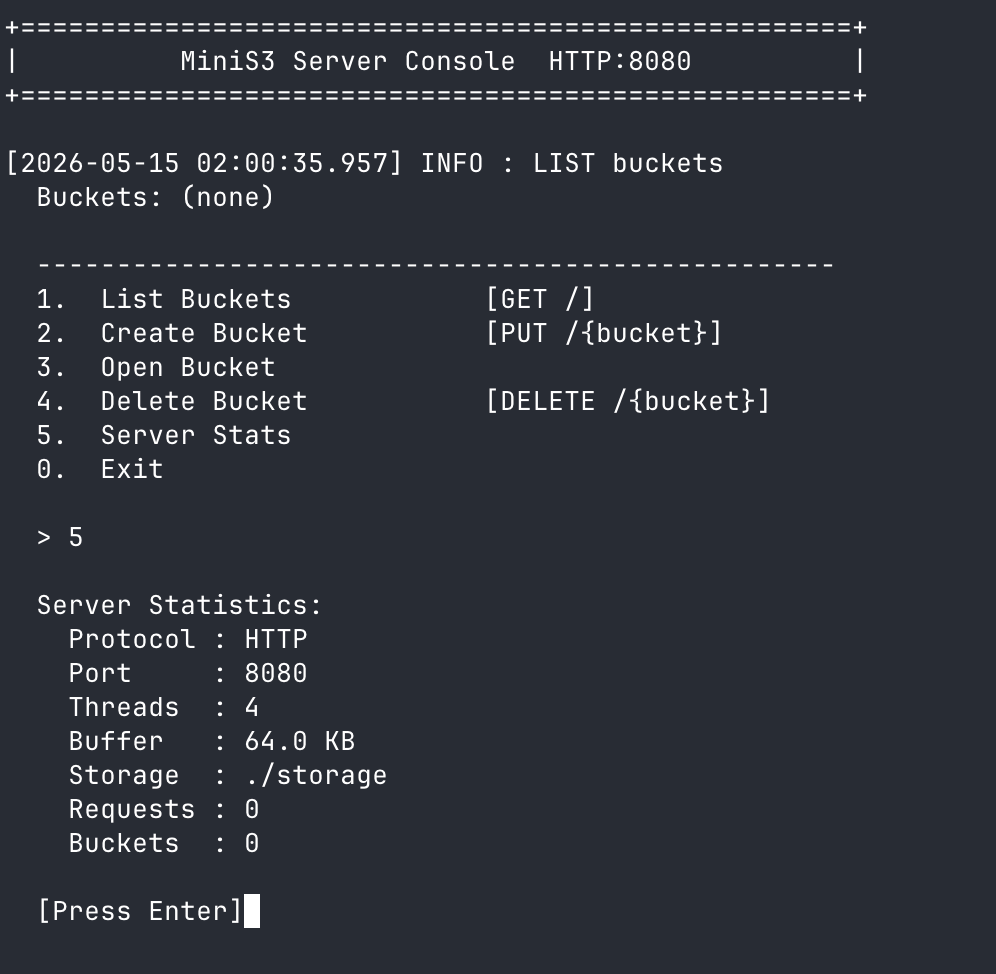 +====================================================+
|          MiniS3 Server Console  HTTP:8080          |
+====================================================+
[2026-05-15 02:00:35.957] INFO : LIST buckets
  Buckets: (none)
  --------------------------------------------------
  1.  List Buckets            [GET /]
  2.  Create Bucket           [PUT /{bucket}]
  3.  Open Bucket
  4.  Delete Bucket           [DELETE /{bucket}]
  5.  Server Stats
  0.  Exit
  > 5
  Server Statistics:
    Protocol : HTTP
    Port     : 8080
    Threads  : 4
    Buffer   : 64.0 KB
    Storage  : ./storage
    Requests : 0
    Buckets  : 0
  [Press Enter]